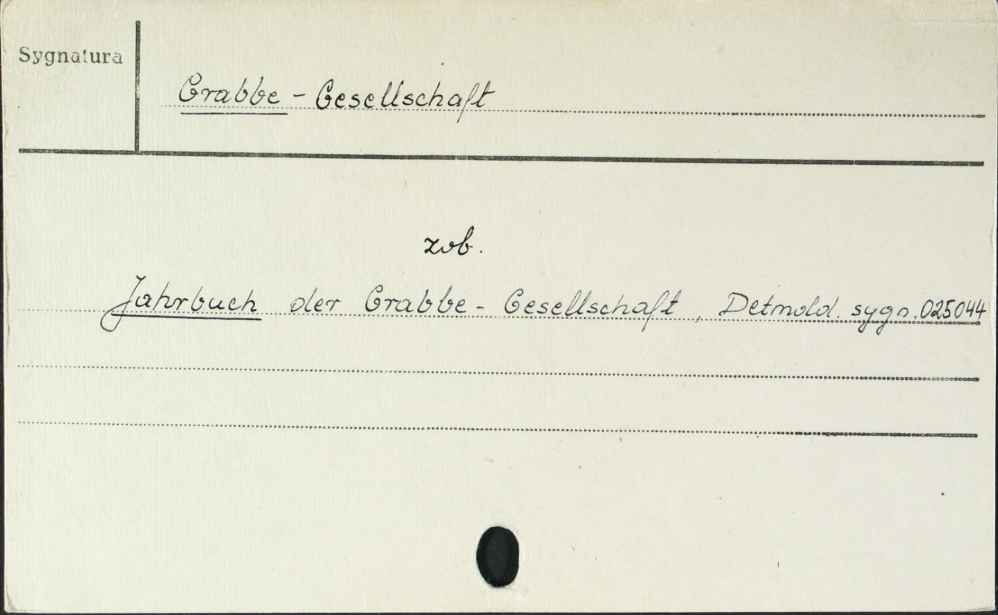 Sygnatura
Grabbe - Gesellschaft
zob.
Jahrbuch der Grabbe - Gesellschaft, Detmold. sygn. 025044